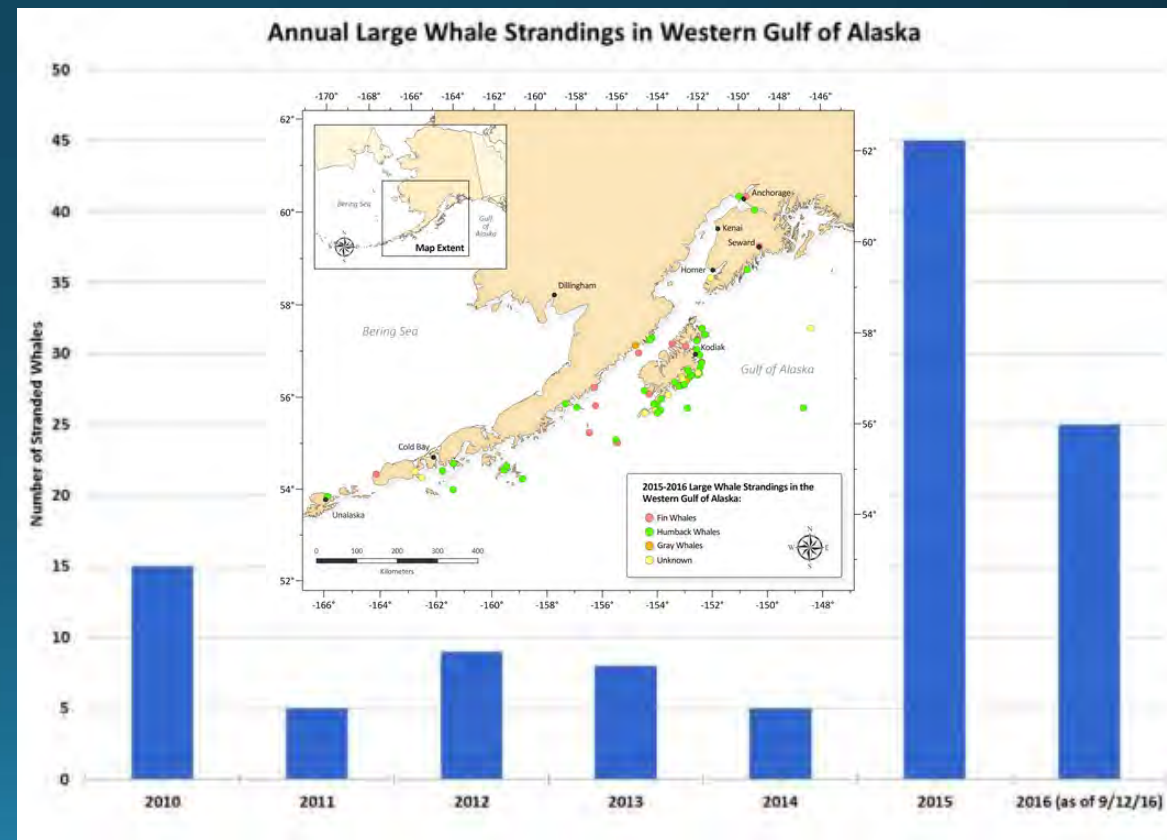 Annual Large Whale Strandings in Western Gulf of Alaska
Number of Stranded Whales
50
45
40
35
30
25
20
15
10
5
0
2010
2011
2012
2013
2014
2015
2016 (as of 9/12/16)
-170° -168° -166° -164° -162° -160° -158° -156° -154° -152° -150° -148° -146°
62°
60°
58°
56°
54°
52°
62°
60°
58°
56°
54°
-166° -164° -162° -160° -158° -156° -154° -152° -150° -148°
Bering Sea
Gulf
of
Alaska
Map Extent
Anchorage
Kenai
Seward
Homer
Dillingham
Bering Sea
Kodiak
Gulf of Alaska
Cold Bay
Unalaska
0 100 200 300 400
Kilometers
2015-2016 Large Whale Strandings in the
Western Gulf of Alaska:
Fin Whales
Humback Whales
Gray Whales
Unknown
N
W E
S